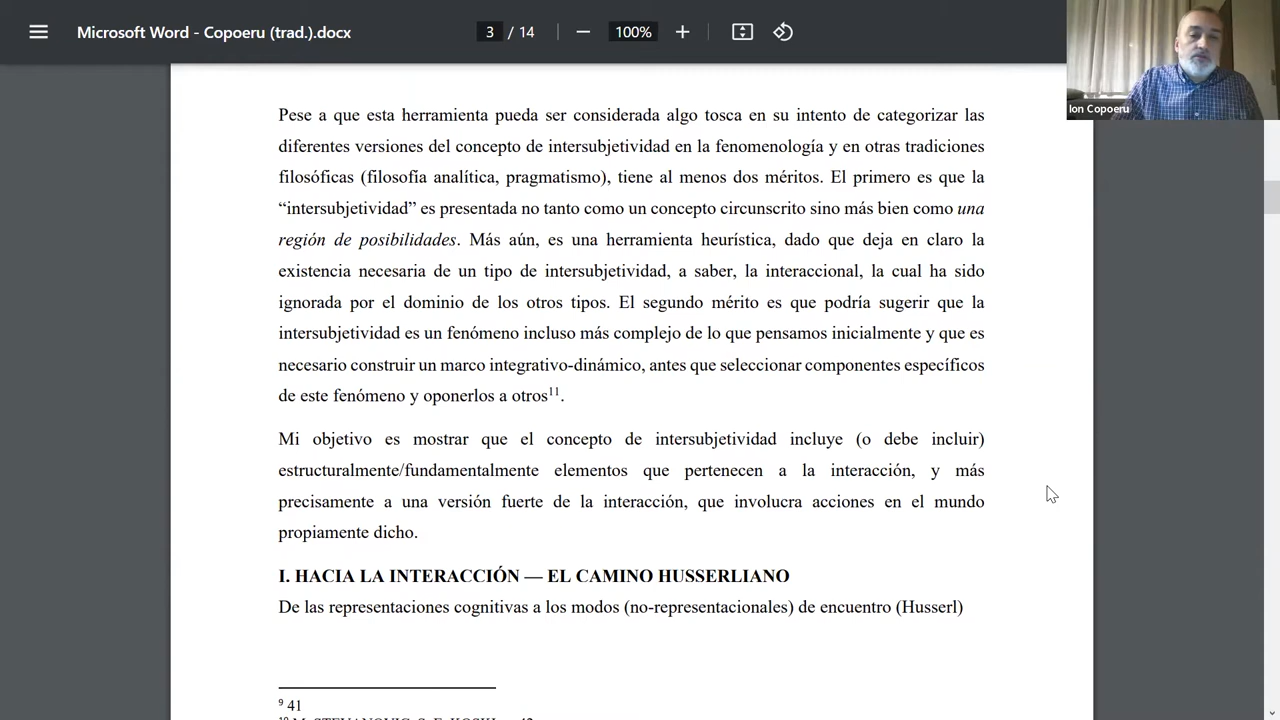 Microsoft Word - Copoeru (trad.).docx
3 / 14
100%
Ion Copoeru
Pese a que esta herramienta pueda ser considerada algo tosca en su intento de categorizar las
diferentes versiones del concepto de intersubjetividad en la fenomenología y en otras tradiciones
filosóficas (filosofía analítica, pragmatismo), tiene al menos dos méritos. El primero es que la
“intersubjetividad” es presentada no tanto como un concepto circunscrito sino más bien como una
región de posibilidades. Más aún, es una herramienta heurística, dado que deja en claro la
existencia necesaria de un tipo de intersubjetividad, a saber, la interaccional, la cual ha sido
ignorada por el dominio de los otros tipos. El segundo mérito es que podría sugerir que la
intersubjetividad es un fenómeno incluso más complejo de lo que pensamos inicialmente y que es
necesario construir un marco integrativo-dinámico, antes que seleccionar componentes específicos
de este fenómeno y oponerlos a otros11.
Mi objetivo es mostrar que el concepto de intersubjetividad incluye (o debe incluir)
estructuralmente/fundamentalmente elementos que pertenecen a la interacción, y más
precisamente a una versión fuerte de la interacción, que involucra acciones en el mundo
propiamente dicho.
I. HACIA LA INTERACCIÓN — EL CAMINO HUSSERLIANO
De las representaciones cognitivas a los modos (no-representacionales) de encuentro (Husserl)
9 41